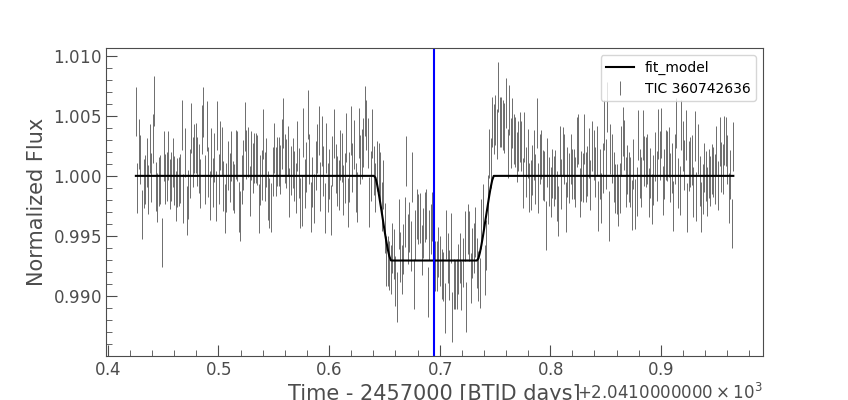 1.010
1.005
1.000
0.995
0.990
Normalized Flux
fit_model
TIC 360742636
0.4 0.5 0.6 0.7 0.8 0.9
Time - 2457000 [BTJD days]
+2.0410000000 × 10³